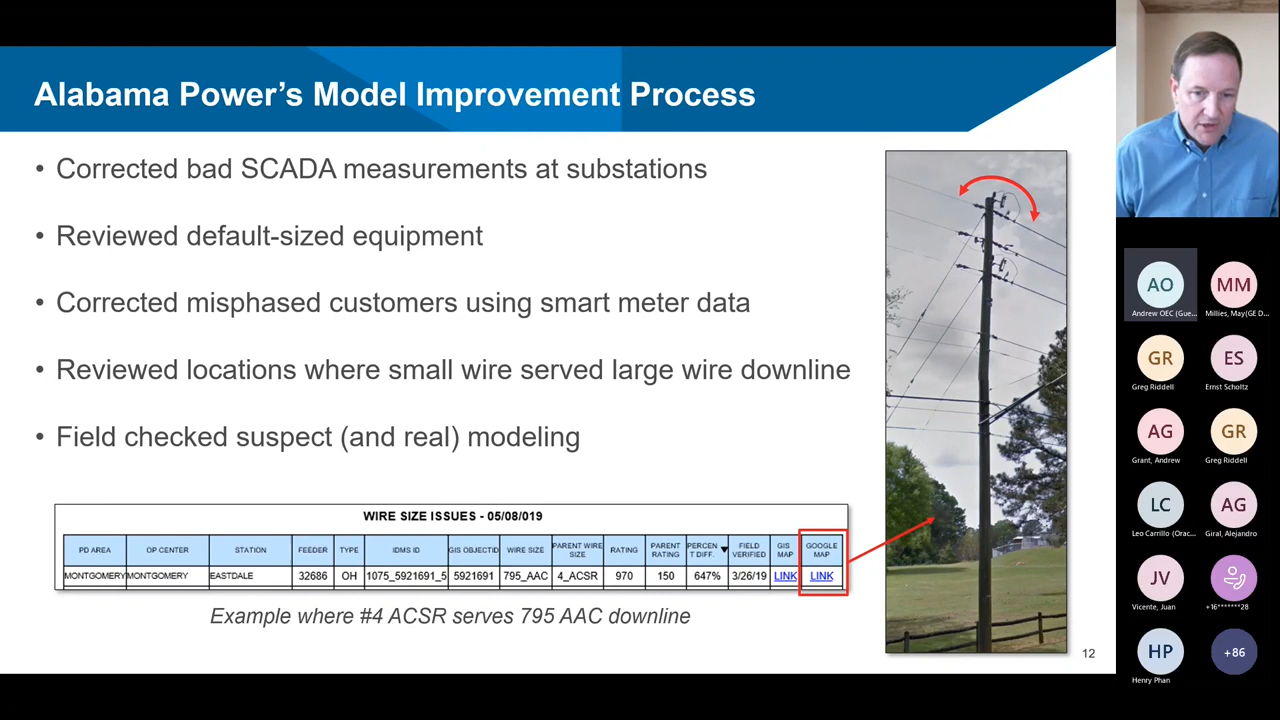 Alabama Power's Model Improvement Process
• Corrected bad SCADA measurements at substations
• Reviewed default-sized equipment
• Corrected misphased customers using smart meter data
• Reviewed locations where small wire served large wire downline
• Field checked suspect (and real) modeling
WIRE SIZE ISSUES - 05/08/019
PD AREA OP CENTER STATION FEEDER TYPE IDMS ID GIS OBJECTID WIRE SIZE PARENT WIRE SIZE RATING PARENT RATING PERCEN T DIFF. FIELD VERIFIED GIS MAP GOOGLE MAP
MONTGOMERY MONTGOMERY EASTDALE 32686 OH 1075_5921691_5 5921691 795_AAC 4_ACSR 970 150 647% 3/26/19 LINK LINK
Example where #4 ACSR serves 795 AAC downline
12
AO MM
Andrew OEC (Gue... Millies, May(GE D...
GR ES
Greg Riddell Ernst Scholtz
AG GR
Grant, Andrew Greg Riddell
LC AG
Leo Carrillo (Orac... Giral, Alejandro
JV
Vicente, Juan +16*******28
HP +86
Henry Phan